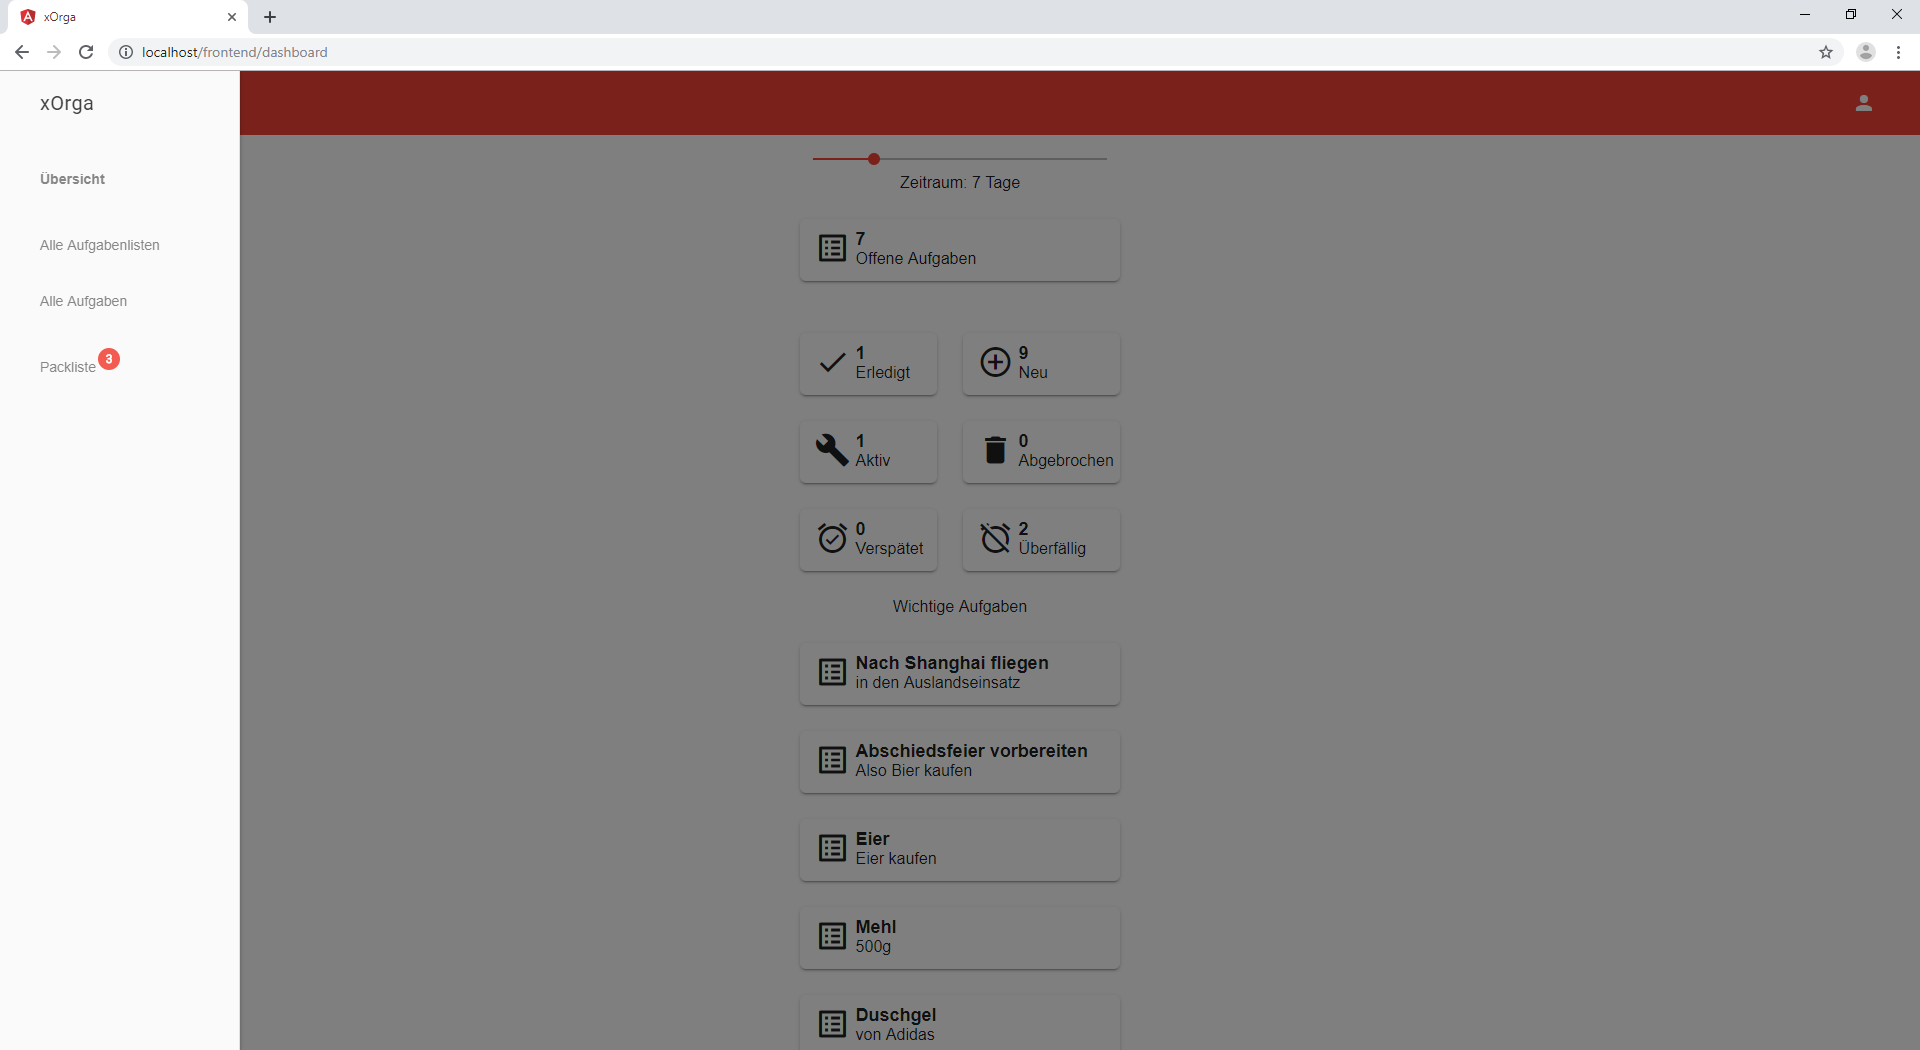 xOrga
localhost/frontend/dashboard
xOrga
Übersicht
Alle Aufgabenlisten
Alle Aufgaben
Packliste 3
Zeitraum: 7 Tage
7
Offene Aufgaben
1
Erledigt
9
Neu
1
Aktiv
0
Abgebrochen
0
Verspätet
2
Überfällig
Wichtige Aufgaben
Nach Shanghai fliegen
in den Auslandseinsatz
Abschiedsfeier vorbereiten
Also Bier kaufen
Eier
Eier kaufen
Mehl
500g
Duschgel
von Adidas